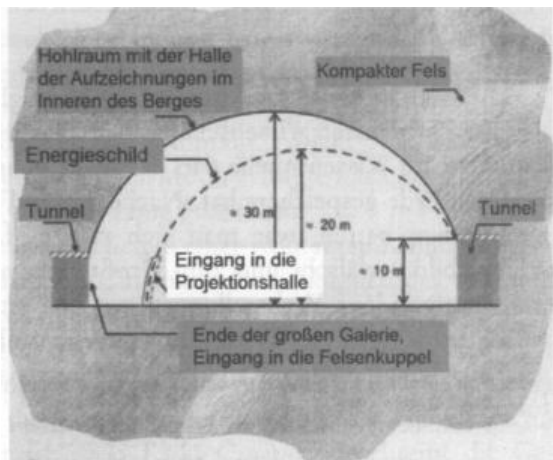 Hohlraum mit der Halle
der Aufzeichnungen im
Inneren des Berges
Kompakter Fels
Energieschild
Tunnel
≈ 30 m
≈ 20 m
Tunnel
Eingang in die
Projektionshalle
≈ 10 m
Ende der großen Galerie,
Eingang in die Felsenkuppel